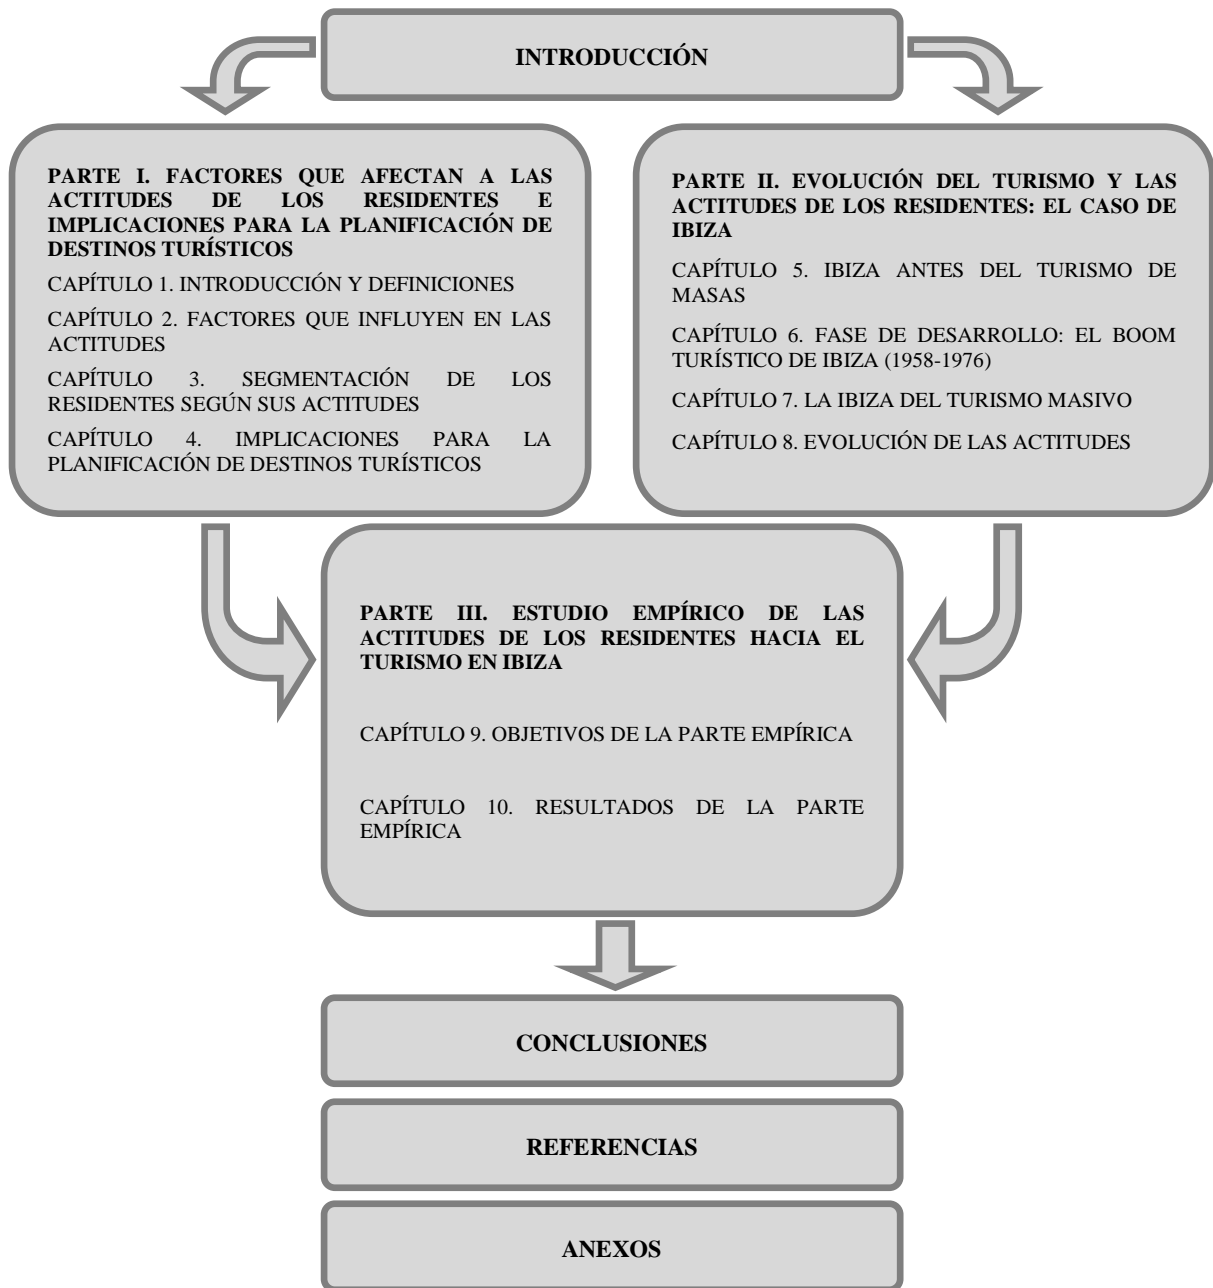 INTRODUCCIÓN
PARTE I. FACTORES QUE AFECTAN A LAS
ACTITUDES DE LOS RESIDENTES E
IMPLICACIONES PARA LA PLANIFICACIÓN DE
DESTINOS TURÍSTICOS
CAPÍTULO 1. INTRODUCCIÓN Y DEFINICIONES
CAPÍTULO 2. FACTORES QUE INFLUYEN EN LAS
ACTITUDES
CAPÍTULO 3. SEGMENTACIÓN DE LOS
RESIDENTES SEGÚN SUS ACTITUDES
CAPÍTULO 4. IMPLICACIONES PARA LA
PLANIFICACIÓN DE DESTINOS TURÍSTICOS
PARTE II. EVOLUCIÓN DEL TURISMO Y LAS
ACTITUDES DE LOS RESIDENTES: EL CASO DE
IBIZA
CAPÍTULO 5. IBIZA ANTES DEL TURISMO DE
MASAS
CAPÍTULO 6. FASE DE DESARROLLO: EL BOOM
TURÍSTICO DE IBIZA (1958-1976)
CAPÍTULO 7. LA IBIZA DEL TURISMO MASIVO
CAPÍTULO 8. EVOLUCIÓN DE LAS ACTITUDES
PARTE III. ESTUDIO EMPÍRICO DE LAS
ACTITUDES DE LOS RESIDENTES HACIA EL
TURISMO EN IBIZA
CAPÍTULO 9. OBJETIVOS DE LA PARTE EMPÍRICA
CAPÍTULO 10. RESULTADOS DE LA PARTE
EMPÍRICA
CONCLUSIONES
REFERENCIAS
ANEXOS